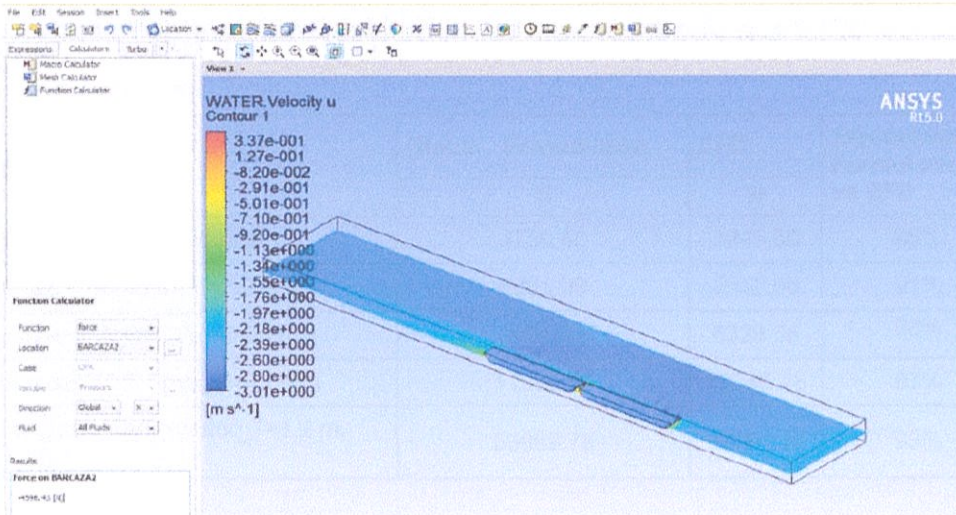 File Edit Session Insert Tools Help
Location
Expressions Calculators Turbo
Macro Calculator
Mesh Calculator
Function Calculator
View 1
WATER.Velocity u
Contour 1
3.37e-001
1.27e-001
-8.20e-002
-2.91e-001
-5.01e-001
-7.10e-001
-9.20e-001
-1.13e+000
-1.34e+000
-1.55e+000
-1.76e+000
-1.97e+000
-2.18e+000
-2.39e+000
-2.60e+000
-2.80e+000
-3.01e+000
[m s^-1]
ANSYS
R15.0
Function Calculator
Function Force
Location BARCAZA2
Case
Pressure
Direction Global X
Fluid All Fluids
Results
Force on BARCAZA2
[N]